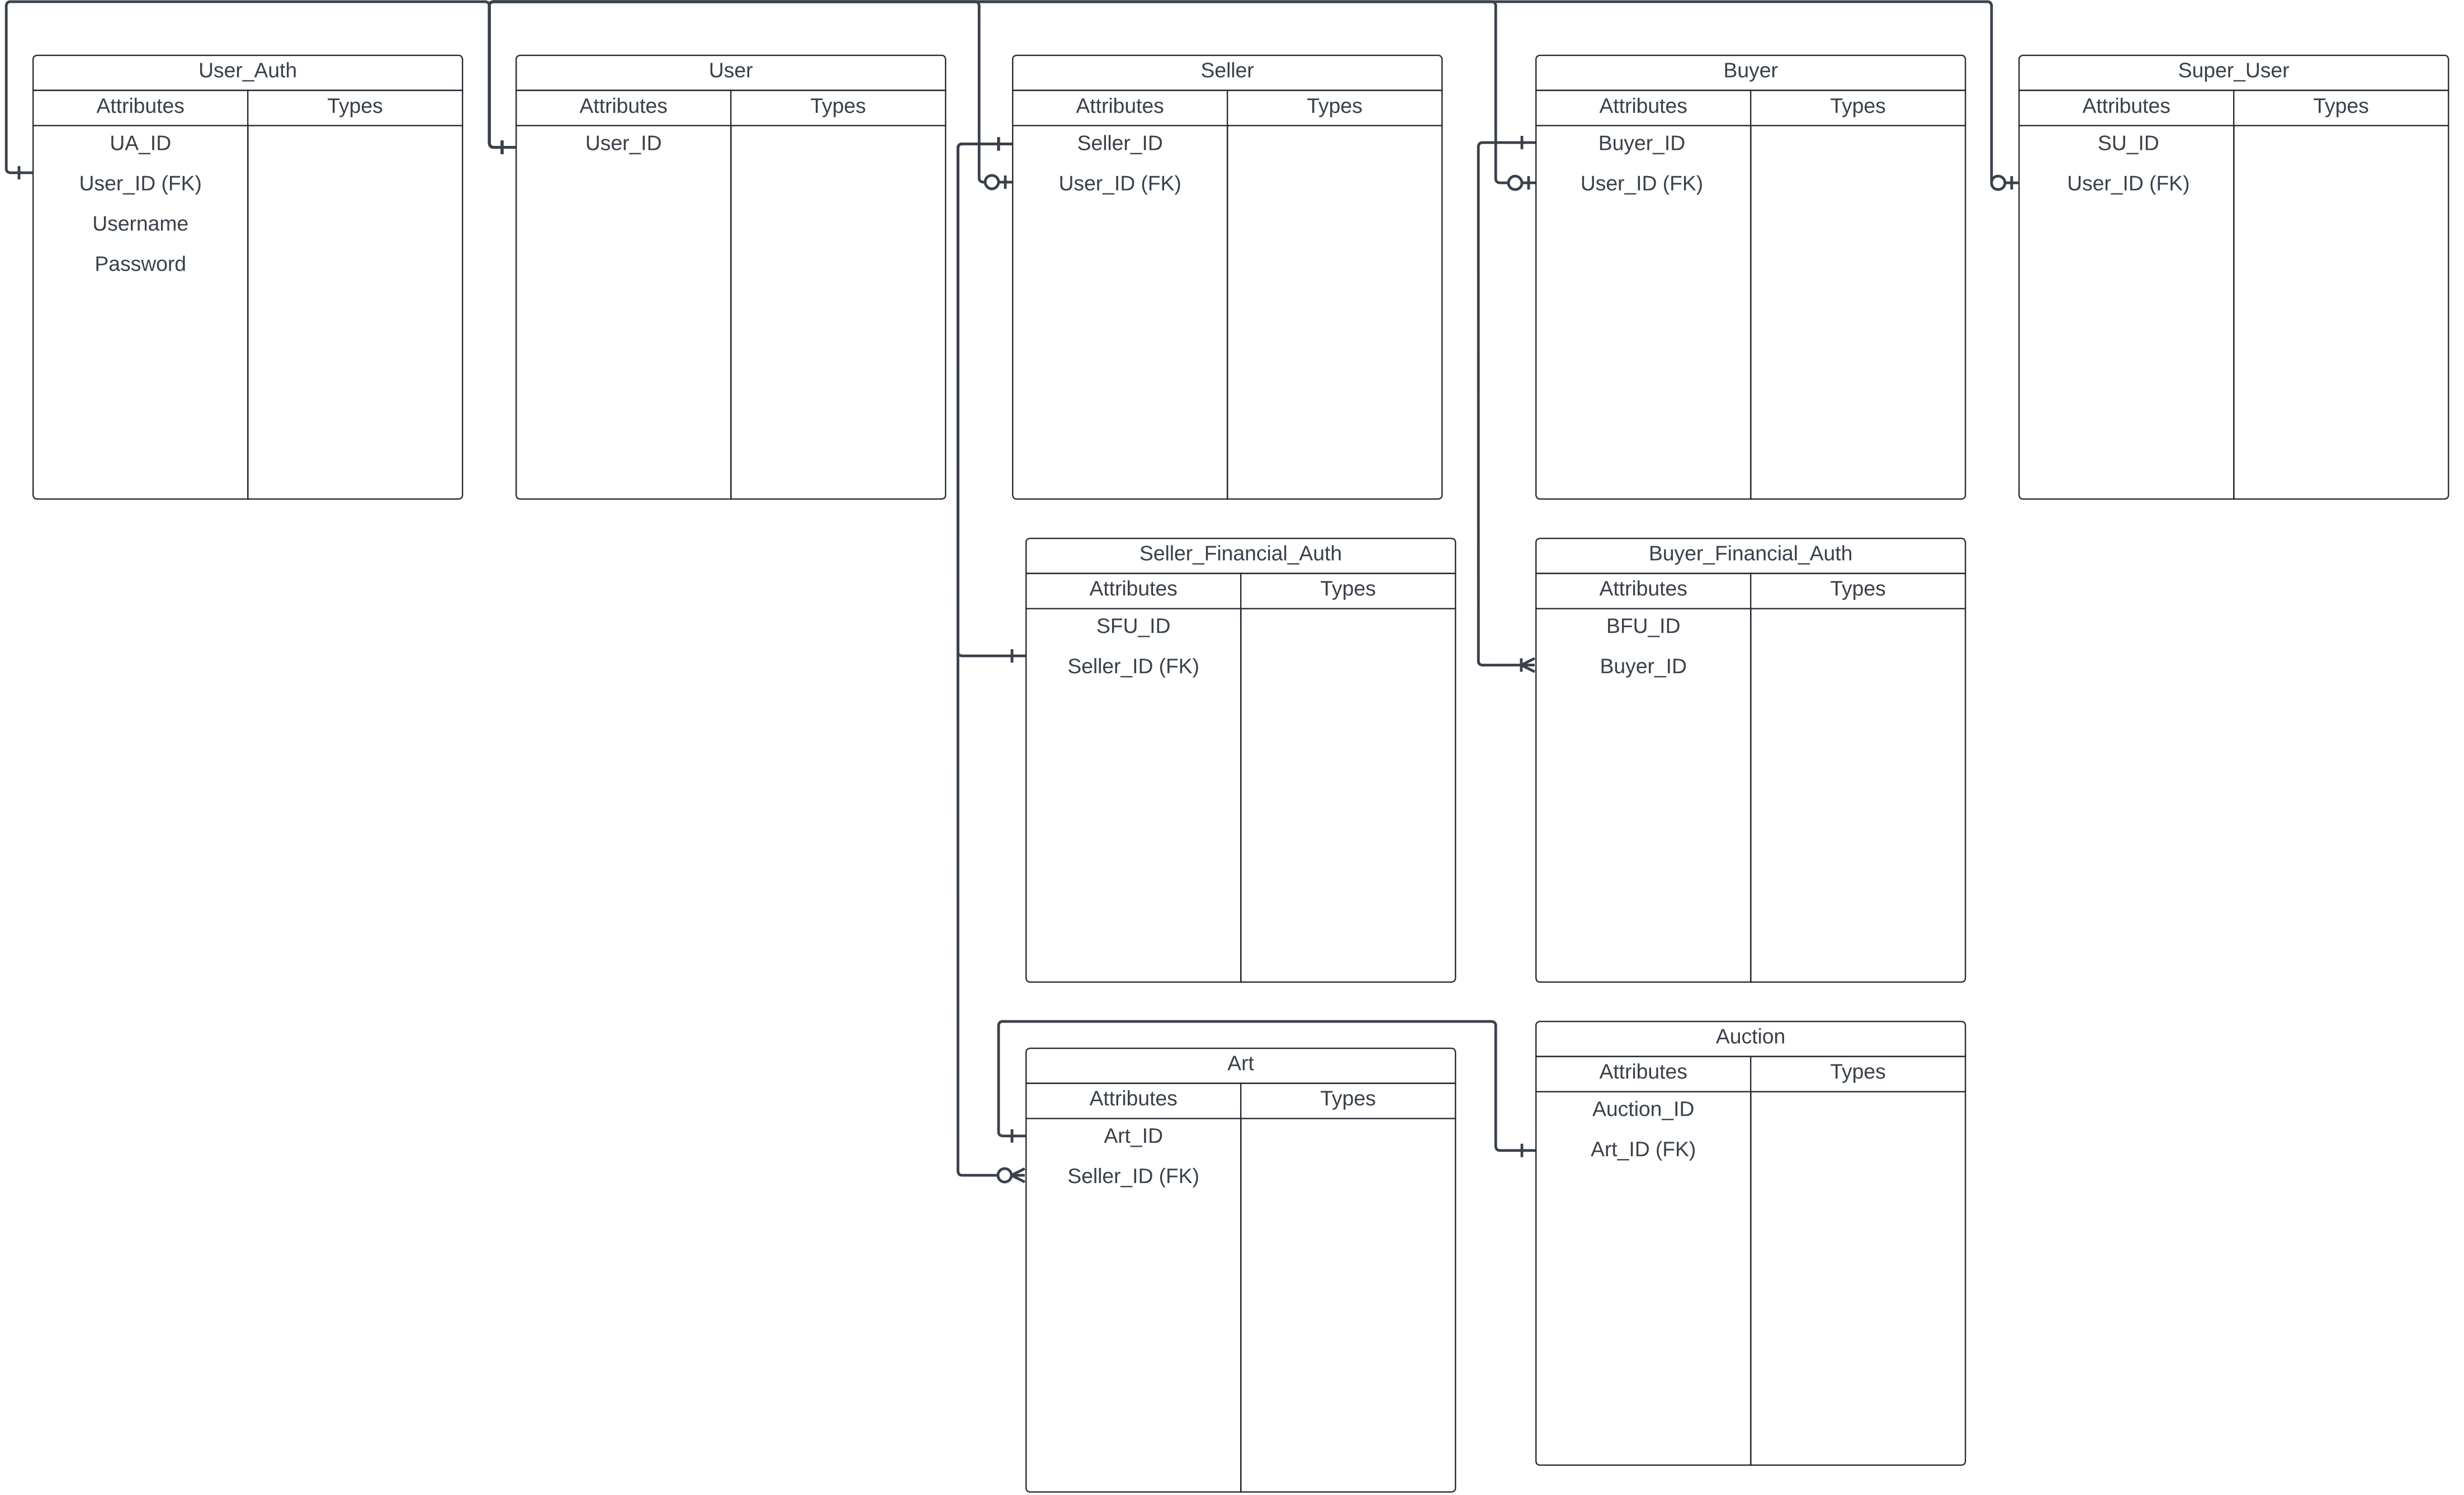 User_Auth
Attributes Types
UA_ID
User_ID (FK)
Username
Password
User
Attributes Types
User_ID
Seller
Attributes Types
Seller_ID
User_ID (FK)
Buyer
Attributes Types
Buyer_ID
User_ID (FK)
Super_User
Attributes Types
SU_ID
User_ID (FK)
Seller_Financial_Auth
Attributes Types
SFU_ID
Seller_ID (FK)
Buyer_Financial_Auth
Attributes Types
BFU_ID
Buyer_ID
Art
Attributes Types
Art_ID
Seller_ID (FK)
Auction
Attributes Types
Auction_ID
Art_ID (FK)